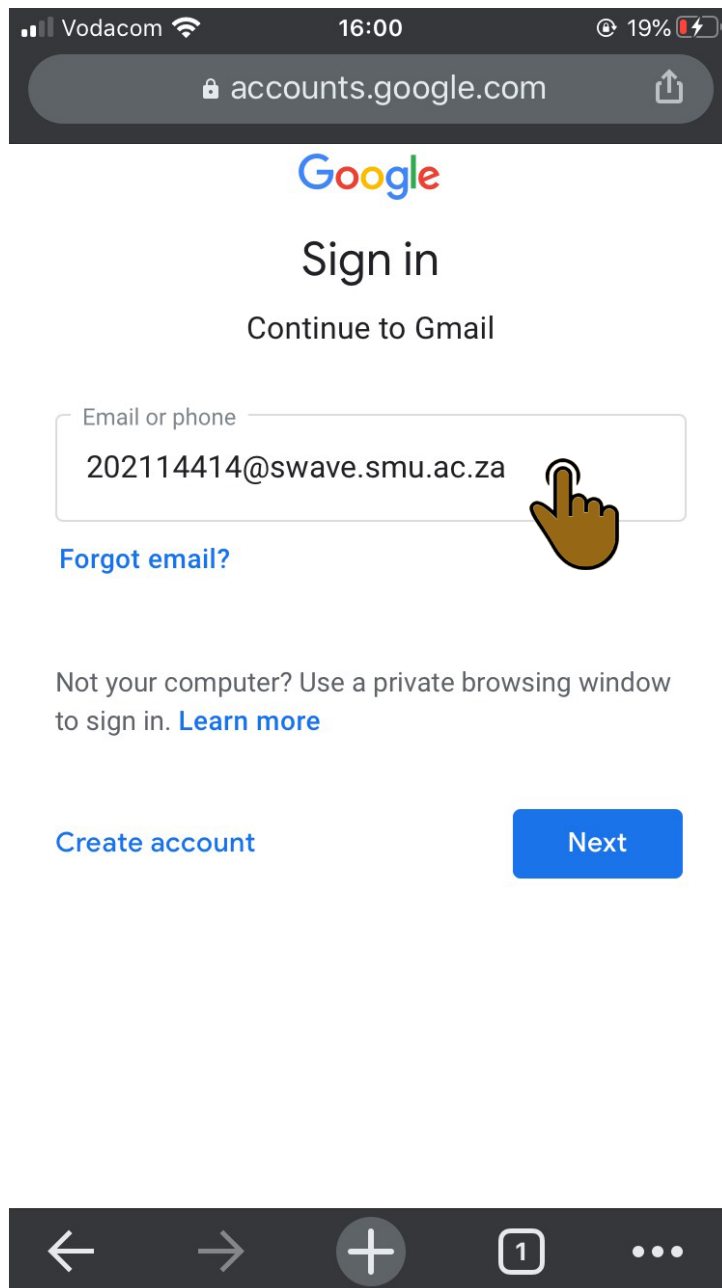 Vodacom 16:00 19%
accounts.google.com
Google
Sign in
Continue to Gmail
Email or phone
202114414@swave.smu.ac.za
Forgot email?
Not your computer? Use a private browsing window
to sign in. Learn more
Create account Next
1